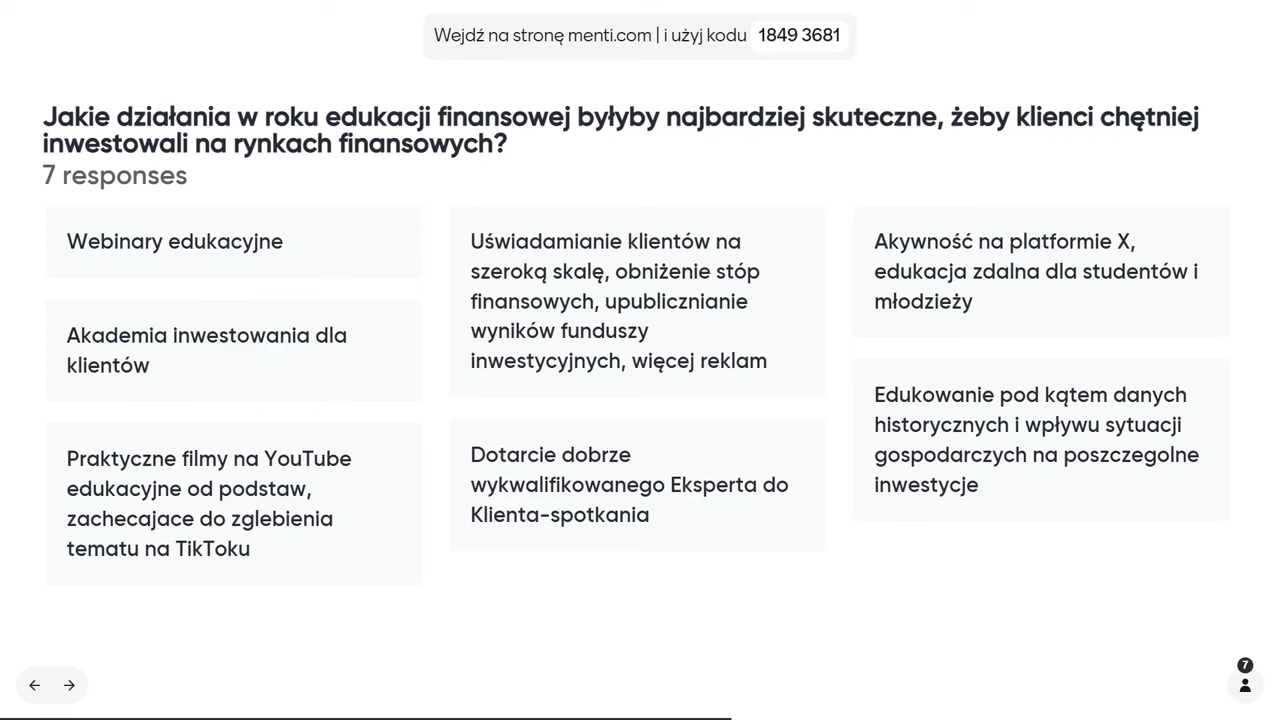 Wejdź na stronę menti.com | i użyj kodu 1849 3681
Jakie działania w roku edukacji finansowej byłyby najbardziej skuteczne, żeby klienci chętniej
inwestowali na rynkach finansowych?
7 responses
Webinary edukacyjne
Akademia inwestowania dla
klientów
Praktyczne filmy na YouTube
edukacyjne od podstaw,
zachecajace do zglebienia
tematu na TikToku
Uświadamianie klientów na
szeroką skalę, obniżenie stóp
finansowych, upublicznianie
wyników funduszy
inwestycyjnych, więcej reklam
Dotarcie dobrze
wykwalifikowanego Eksperta do
Klienta-spotkania
Akywność na platformie X,
edukacja zdalna dla studentów i
młodzieży
Edukowanie pod kątem danych
historycznych i wpływu sytuacji
gospodarczych na poszczegolne
inwestycje
7